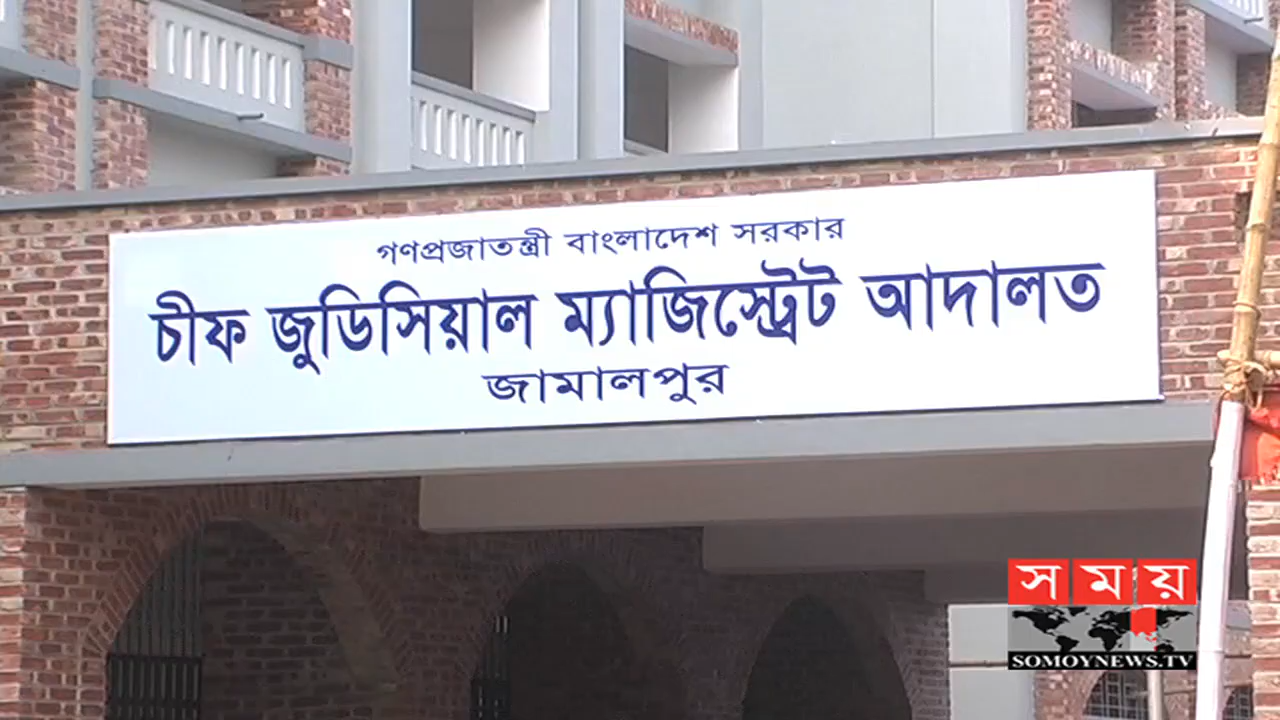 গণপ্রজাতন্ত্রী বাংলাদেশ সরকার
চীফ জুডিসিয়াল ম্যাজিস্ট্রেট আদালত
জামালপুর
সময়
SOMOYNEWS.TV